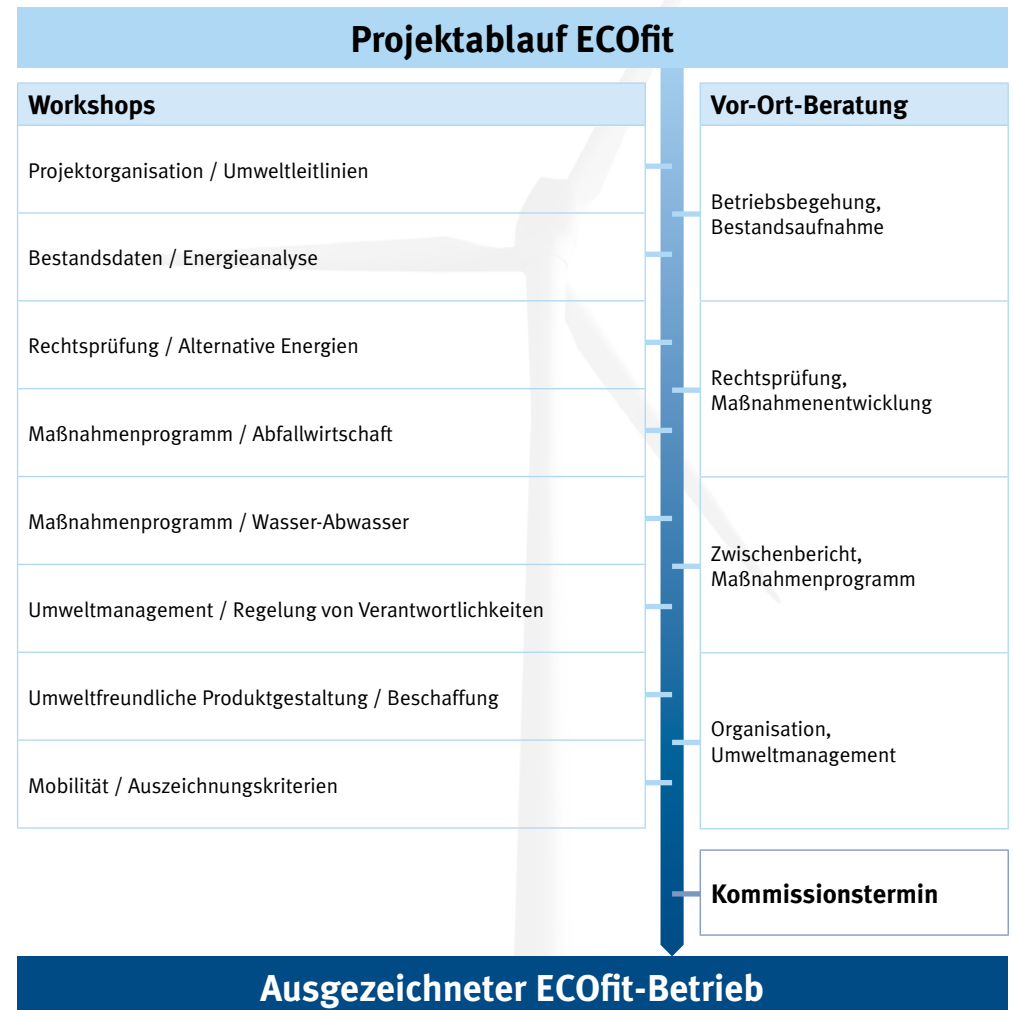 Projektablauf ECOfit
Workshops
Projektorganisation / Umweltleitlinien
Bestandsdaten / Energieanalyse
Rechtsprüfung / Alternative Energien
Maßnahmenprogramm / Abfallwirtschaft
Maßnahmenprogramm / Wasser-Abwasser
Umweltmanagement / Regelung von Verantwortlichkeiten
Umweltfreundliche Produktgestaltung / Beschaffung
Mobilität / Auszeichnungskriterien
Vor-Ort-Beratung
Betriebsbegehung,
Bestandsaufnahme
Rechtsprüfung,
Maßnahmenentwicklung
Zwischenbericht,
Maßnahmenprogramm
Organisation,
Umweltmanagement
Kommissionstermin
Ausgezeichneter ECOfit-Betrieb